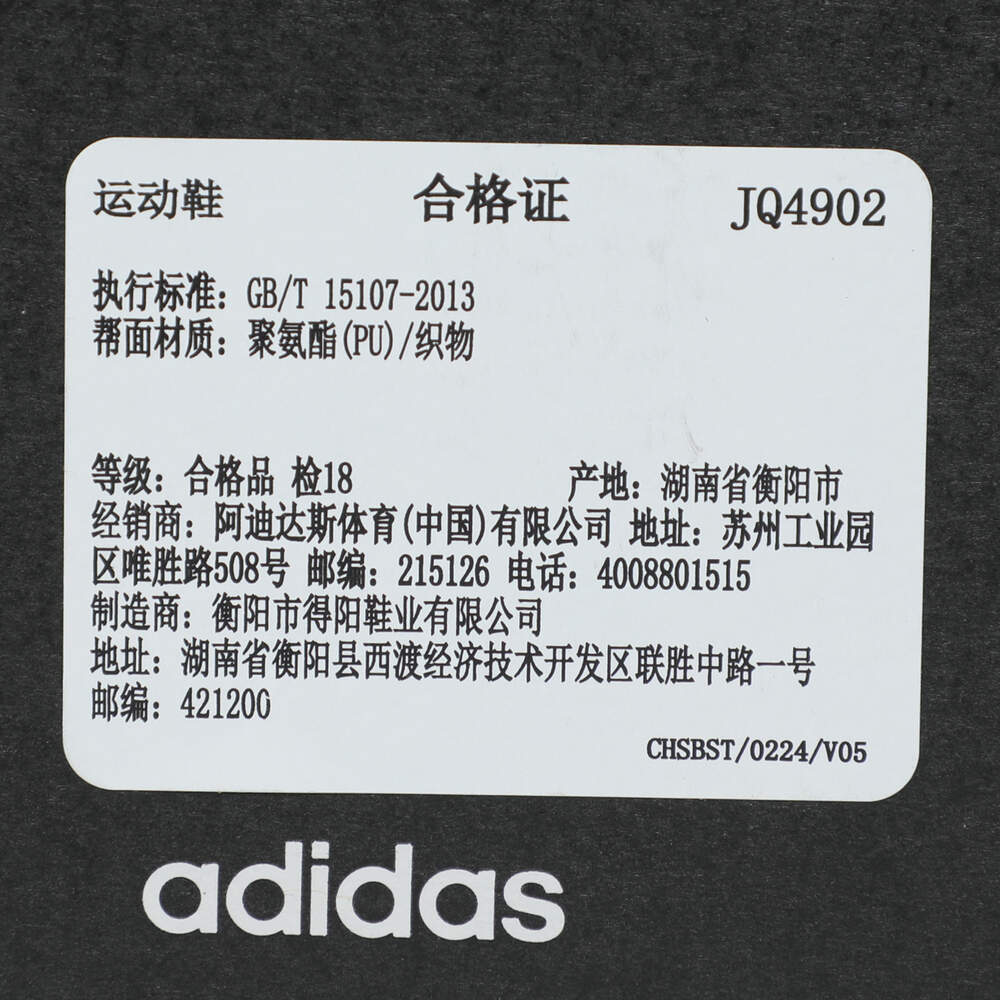 运动鞋 合格证 JQ4902
执行标准：GB/T 15107-2013
帮面材质：聚氨酯(PU)/织物
等级：合格品 检18 产地：湖南省衡阳市
经销商：阿迪达斯体育(中国)有限公司 地址：苏州工业园
区唯胜路508号 邮编：215126 电话：4008801515
制造商：衡阳市得阳鞋业有限公司
地址：湖南省衡阳县西渡经济技术开发区联胜中路一号
邮编：421200
CHSBST/0224/V05
adidas